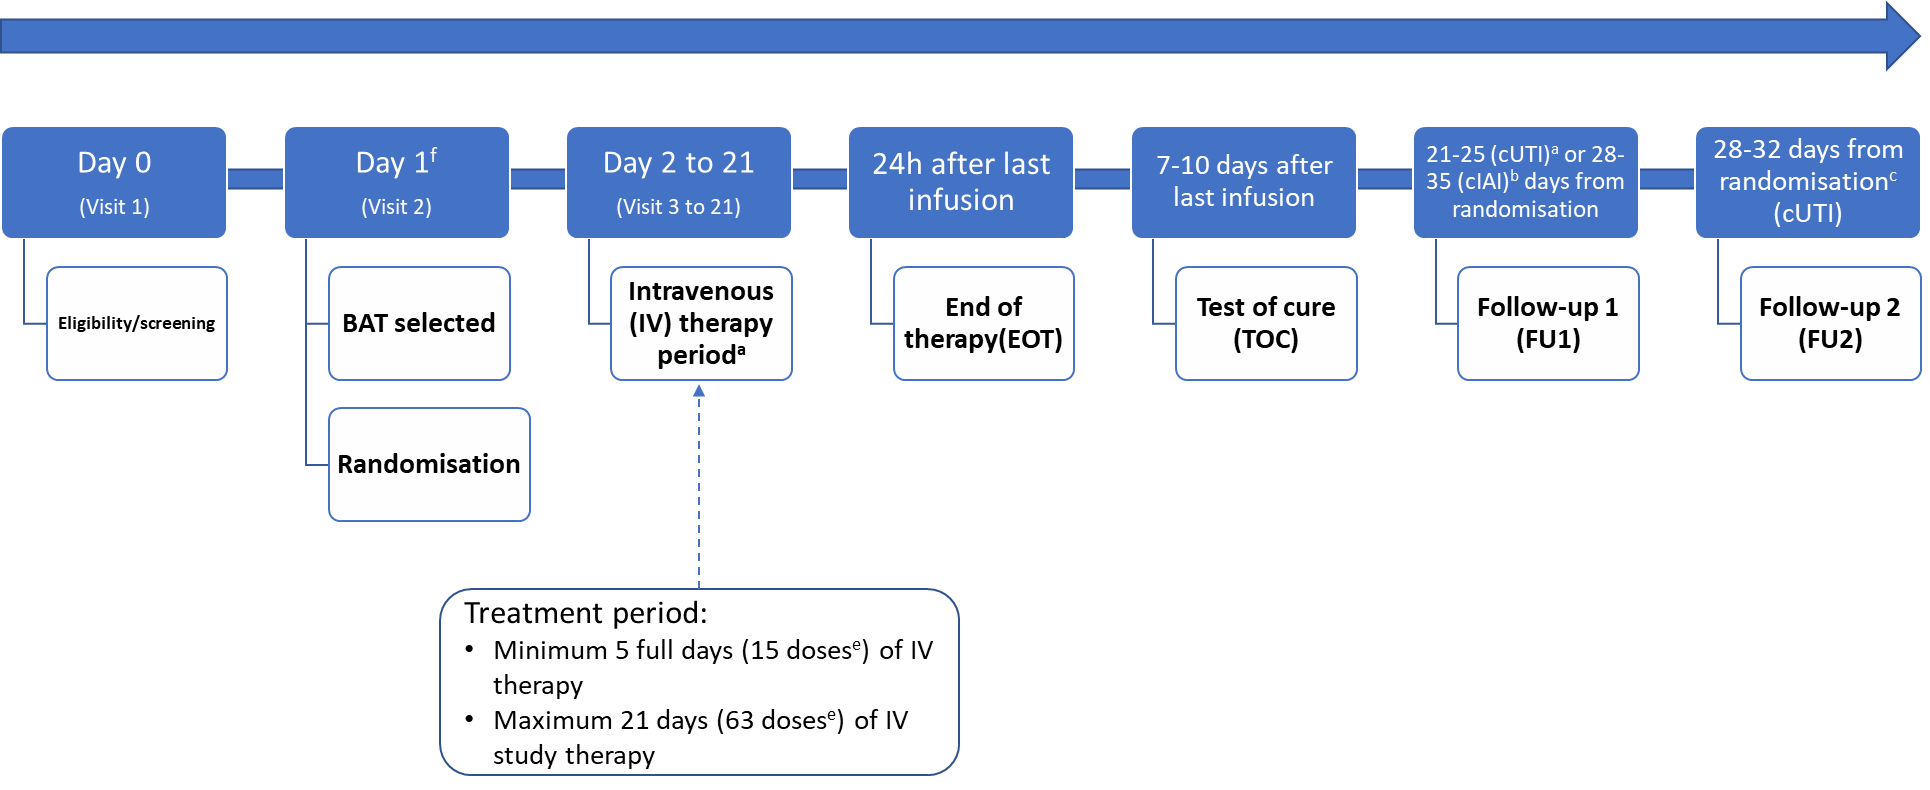 Day 0
(Visit 1)
Eligibility/screening
Day 1f
(Visit 2)
BAT selected
Randomisation
Day 2 to 21
(Visit 3 to 21)
Intravenous
(IV) therapy
perioda
24h after last
infusion
End of
therapy(EOT)
7-10 days after
last infusion
Test of cure
(TOC)
21-25 (cUTI)a or 28-
35 (cIAI)b days from
randomisation
Follow-up 1
(FU1)
28-32 days from
randomisationc
(cUTI)
Follow-up 2
(FU2)
Treatment period:
• Minimum 5 full days (15 dosese) of IV
therapy
• Maximum 21 days (63 dosese) of IV
study therapy